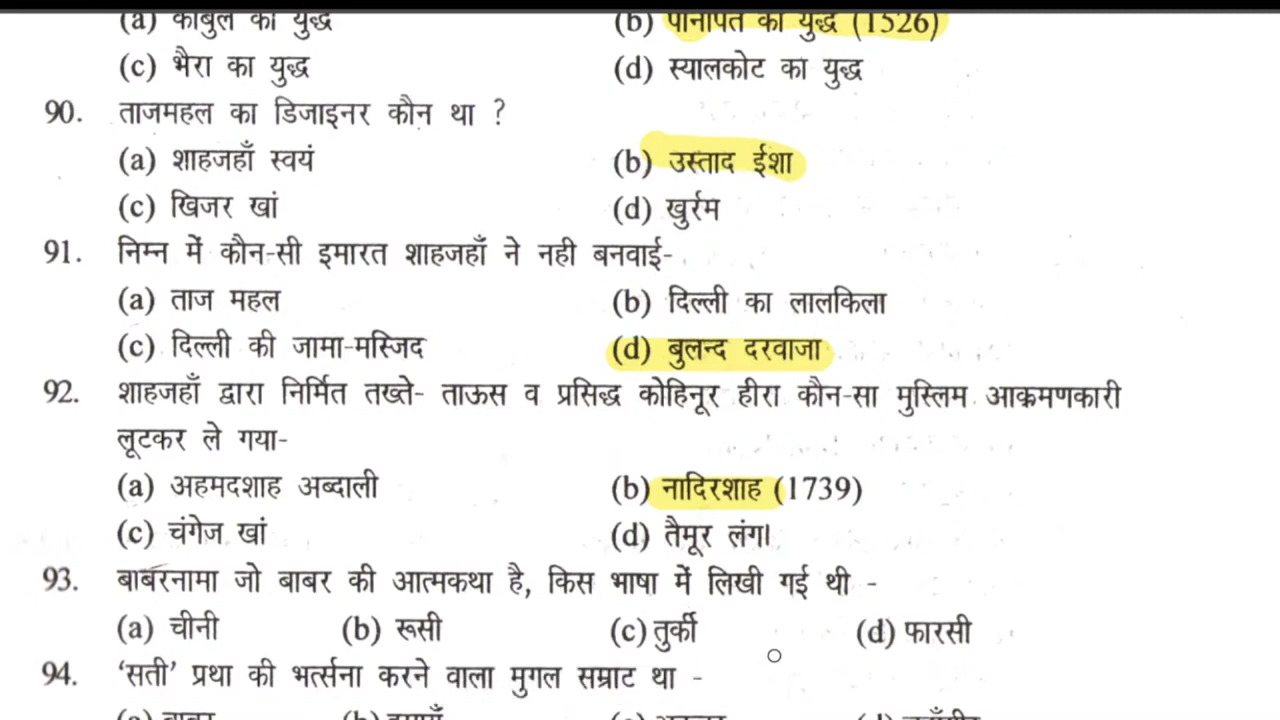 (a) काबुल का युद्ध (b) पानीपत का युद्ध (1526)
(c) भैरा का युद्ध (d) स्यालकोट का युद्ध
90. ताजमहल का डिजाइनर कौन था ?
(a) शाहजहाँ स्वयं (b) उस्ताद ईशा
(c) खिजर खां (d) खुर्रम
91. निम्न में कौन-सी इमारत शाहजहाँ ने नही बनवाई-
(a) ताज महल (b) दिल्ली का लालकिला
(c) दिल्ली की जामा-मस्जिद (d) बुलन्द दरवाजा
92. शाहजहाँ द्वारा निर्मित तख्ते- ताऊस व प्रसिद्ध कोहिनूर हीरा कौन-सा मुस्लिम आक्रमणकारी
लूटकर ले गया-
(a) अहमदशाह अब्दाली (b) नादिरशाह (1739)
(c) चंगेज खां (d) तैमूर लंग।
93. बाबरनामा जो बाबर की आत्मकथा है, किस भाषा में लिखी गई थी -
(a) चीनी (b) रूसी (c) तुर्की (d) फारसी
94. ‘सती’ प्रथा की भर्त्सना करने वाला मुगल सम्राट था -